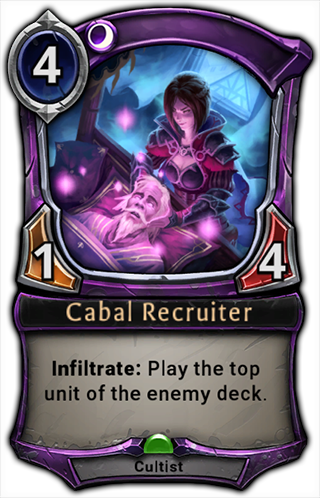 4
1
4
Cabal Recruiter
Infiltrate: Play the top
unit of the enemy deck.
Cultist